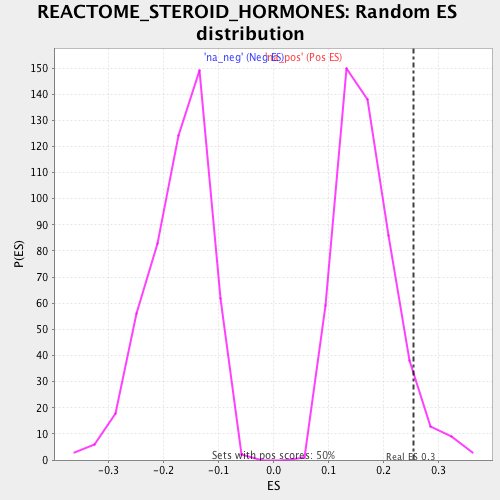 REACTOME_STEROID_HORMONES: Random ES
distribution
'na_neg' (Neg ES) 'na_pos' (Pos ES)
150
140
130
120
110
100
90
80
70
60
50
40
30
20
10
0
P(ES)
Sets with pos scores: 50%
Real ES 0.3
-0.3 -0.2 -0.1 0.0 0.1 0.2 0.3
ES